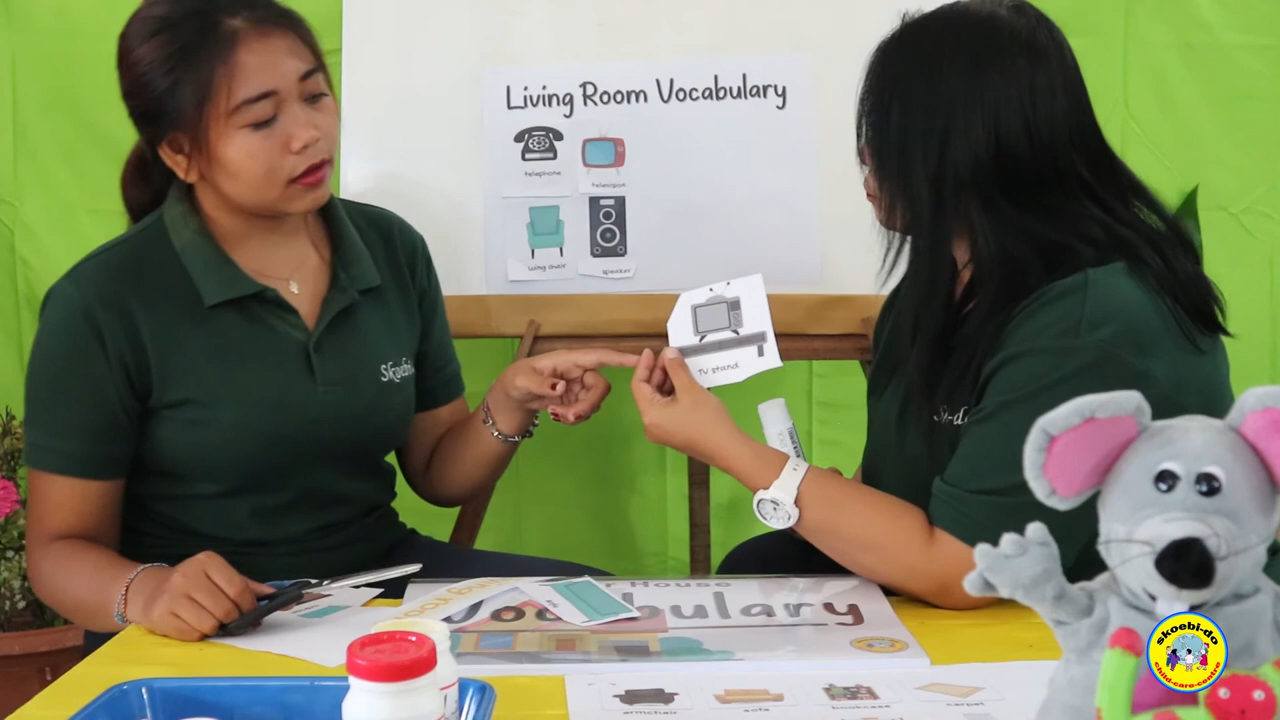 Living Room Vocabulary
telephone
television
wing chair
speaker
TV stand
Skoebi
House
Vocabulary
armchair
sofa
bookcase
carpet
skoebi-do
child-care-centre